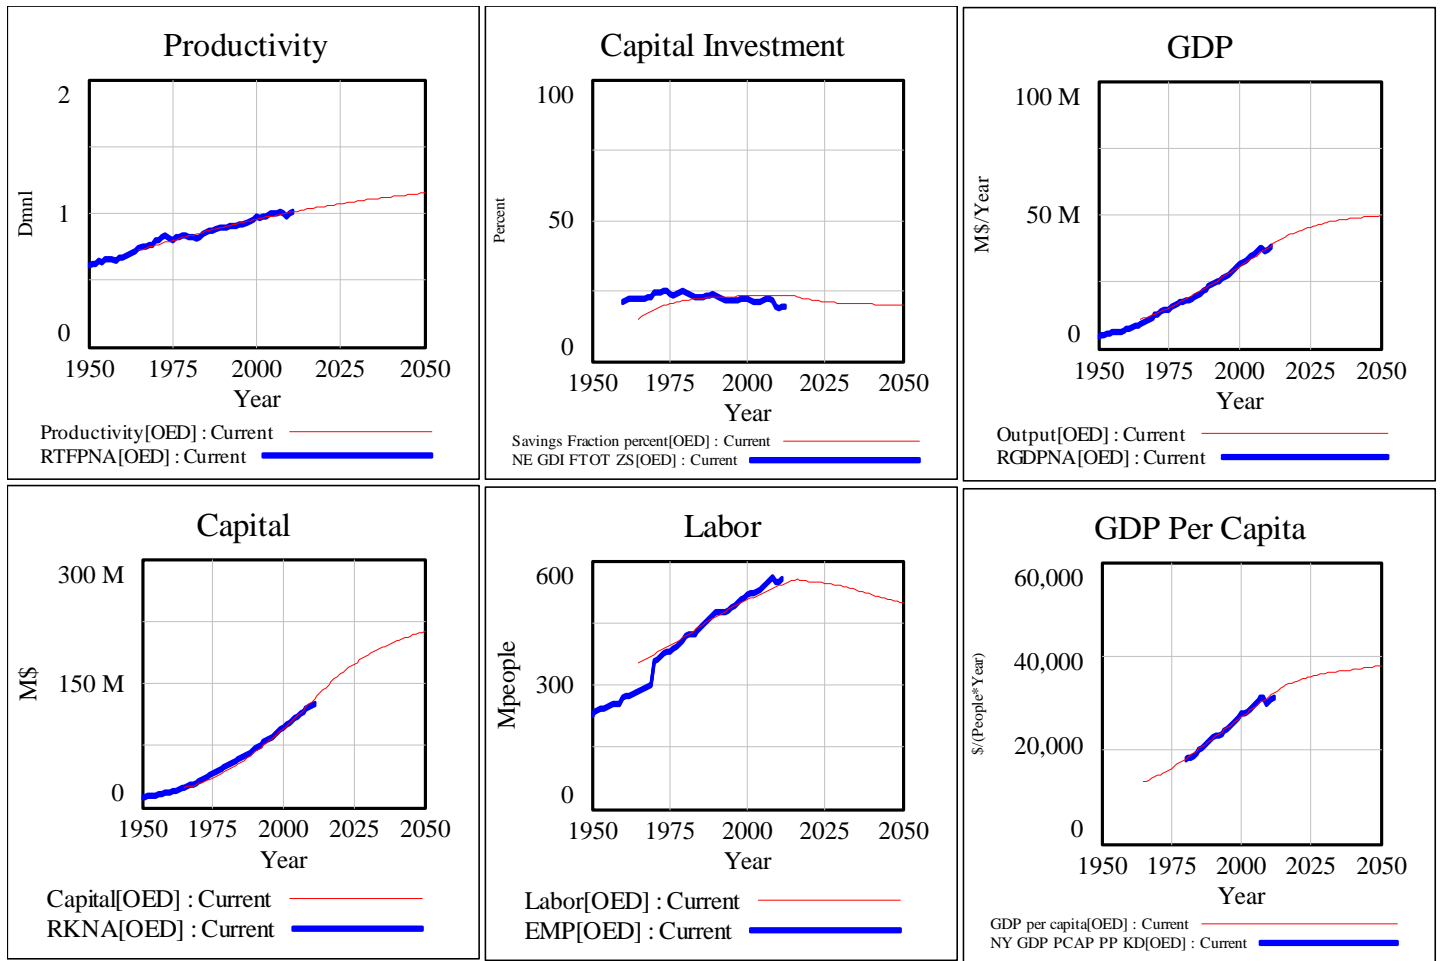 Productivity
2
1
0
Dmnl
1950 1975 2000 2025 2050
Year
Productivity[OED] : Current
RTFPNA[OED] : Current
Capital Investment
100
50
0
Percent
1950 1975 2000 2025 2050
Year
Savings Fraction percent[OED] : Current
NE GDI FTOT ZS[OED] : Current
GDP
100 M
50 M
0
M$/Year
1950 1975 2000 2025 2050
Year
Output[OED] : Current
RGDPNA[OED] : Current
Capital
300 M
150 M
0
M$
1950 1975 2000 2025 2050
Year
Capital[OED] : Current
RKNA[OED] : Current
Labor
600
300
0
Mpeople
1950 1975 2000 2025 2050
Year
Labor[OED] : Current
EMP[OED] : Current
GDP Per Capita
60,000
40,000
20,000
0
$/(People*Year)
1950 1975 2000 2025 2050
Year
GDP per capita[OED] : Current
NY GDP PCAP PP KD[OED] : Current